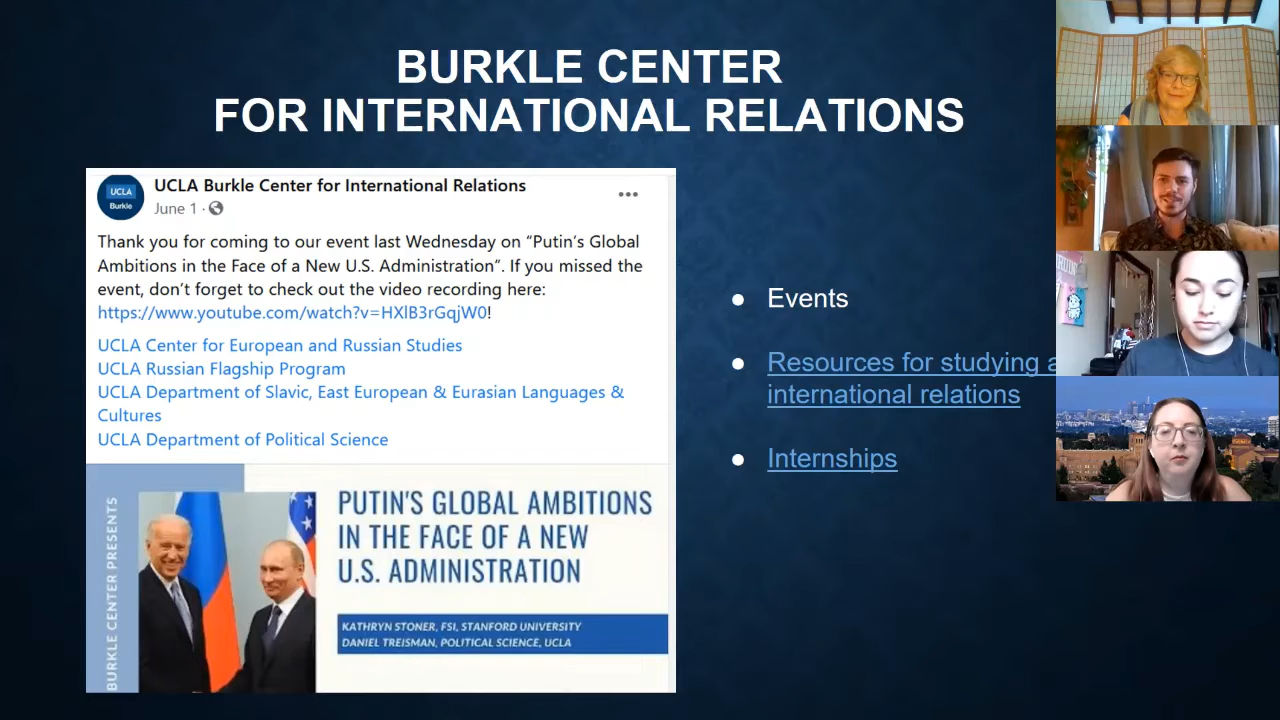 BURKLE CENTER
FOR INTERNATIONAL RELATIONS
UCLA
Burkle
UCLA Burkle Center for International Relations
June 1 ·
Thank you for coming to our event last Wednesday on “Putin’s Global
Ambitions in the Face of a New U.S. Administration“. If you missed the
event, don’t forget to check out the video recording here:
https://www.youtube.com/watch?v=HXlB3rGqjW0!
UCLA Center for European and Russian Studies
UCLA Russian Flagship Program
UCLA Department of Slavic, East European & Eurasian Languages &
Cultures
UCLA Department of Political Science
BURKLE CENTER PRESENTS
PUTIN'S GLOBAL AMBITIONS
IN THE FACE OF A NEW
U.S. ADMINISTRATION
KATHRYN STONER, FSI, STANFORD UNIVERSITY
DANIEL TREISMAN, POLITICAL SCIENCE, UCLA
● Events
● Resources for studying
international relations
● Internships